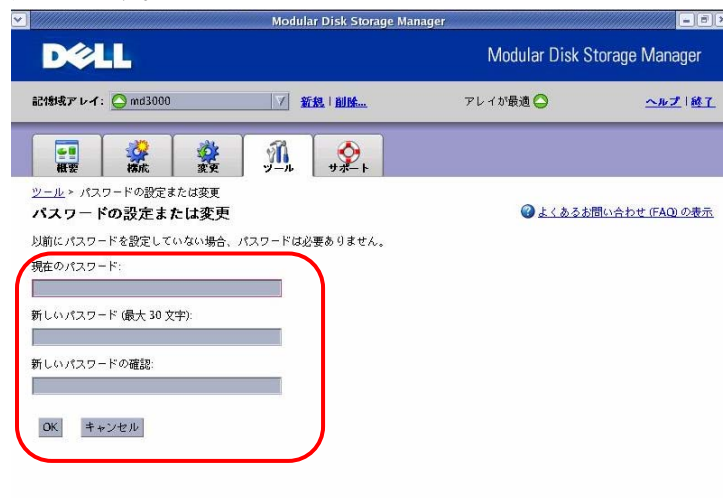 Modular Disk Storage Manager
DELL Modular Disk Storage Manager
記憶域アレイ: md3000 新規 | 削除... アレイが最適 ヘルプ | 終了
概要 構成 変更 ツール サポート
ツール > パスワードの設定または変更
パスワードの設定または変更 よくあるお問い合わせ (FAQ) の表示
以前にパスワードを設定していない場合、パスワードは必要ありません。
現在のパスワード:
新しいパスワード (最大 30 文字):
新しいパスワードの確認:
OK キャンセル